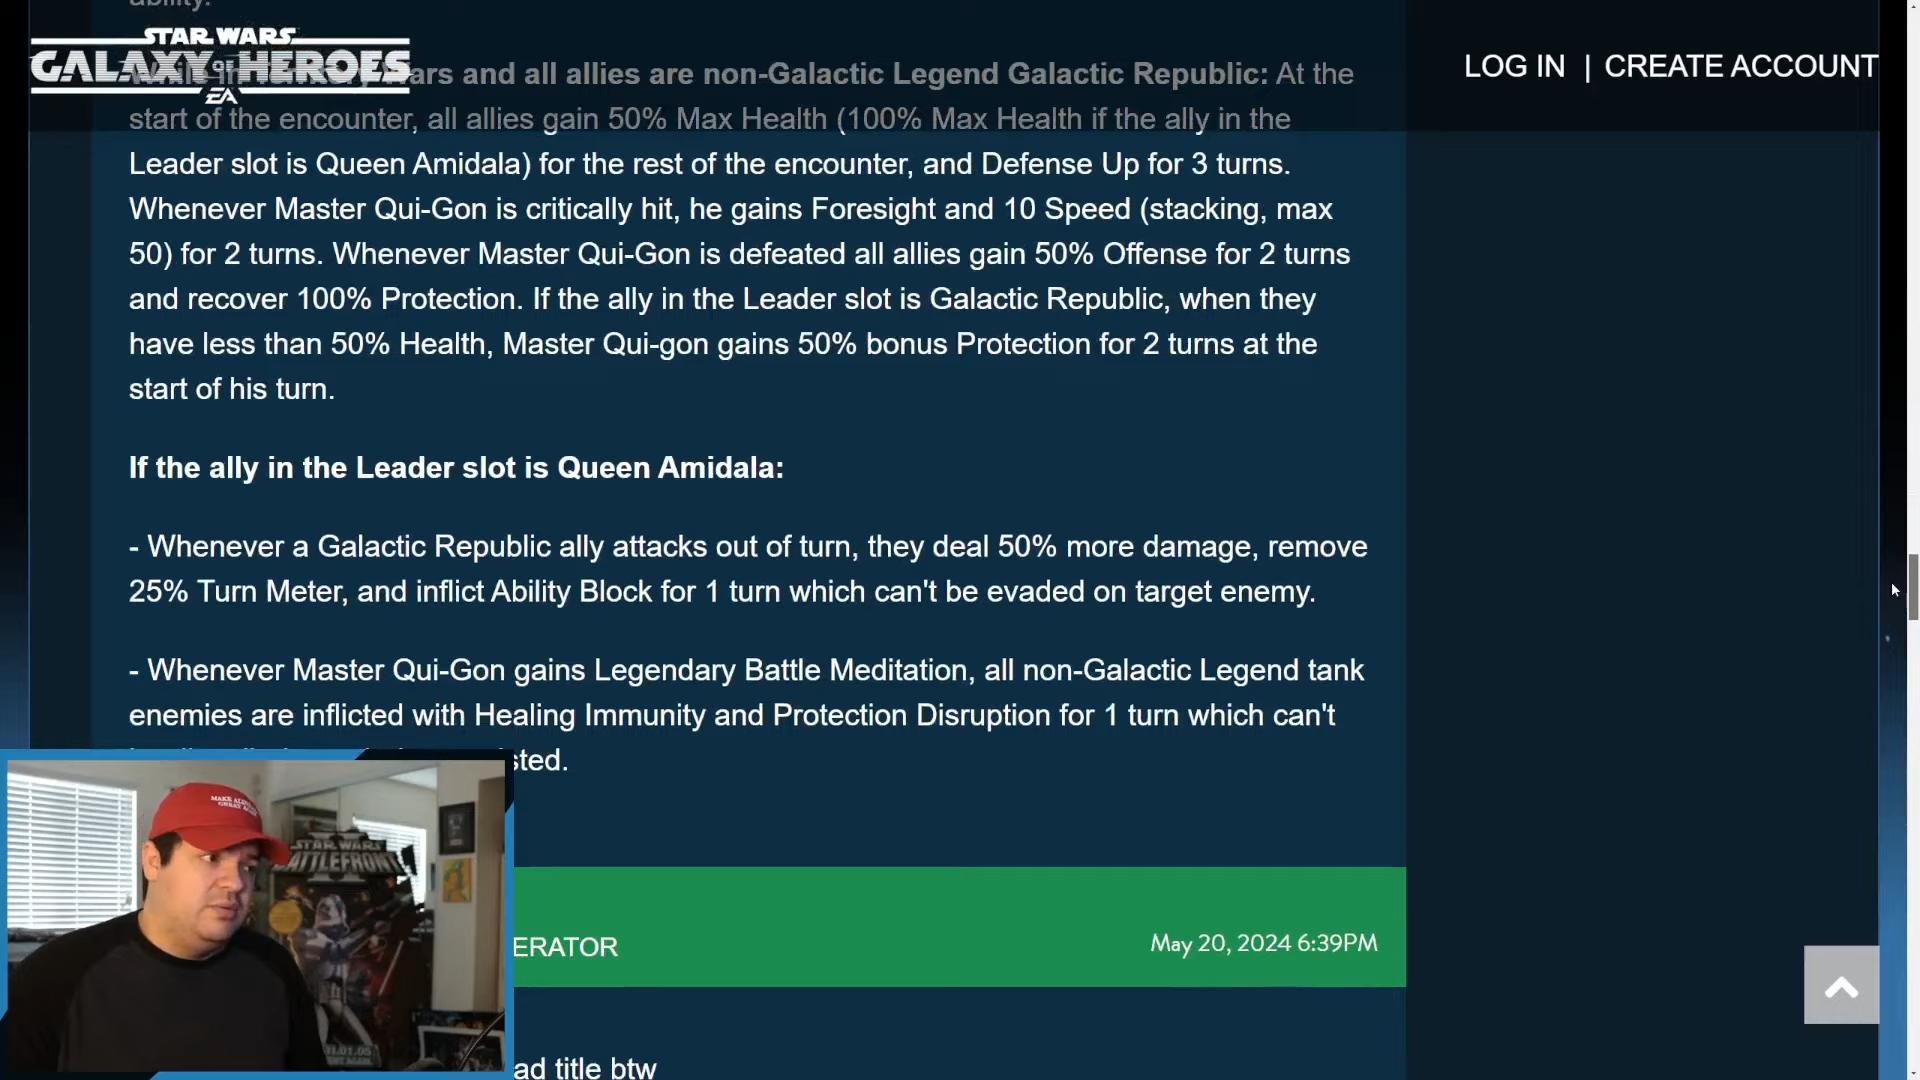 ability.
STAR WARS
GALAXY OF HEROES
EA
LOG IN | CREATE ACCOUNT
Wars and all allies are non-Galactic Legend Galactic Republic: At the
start of the encounter, all allies gain 50% Max Health (100% Max Health if the ally in the
Leader slot is Queen Amidala) for the rest of the encounter, and Defense Up for 3 turns.
Whenever Master Qui-Gon is critically hit, he gains Foresight and 10 Speed (stacking, max
50) for 2 turns. Whenever Master Qui-Gon is defeated all allies gain 50% Offense for 2 turns
and recover 100% Protection. If the ally in the Leader slot is Galactic Republic, when they
have less than 50% Health, Master Qui-gon gains 50% bonus Protection for 2 turns at the
start of his turn.
If the ally in the Leader slot is Queen Amidala:
- Whenever a Galactic Republic ally attacks out of turn, they deal 50% more damage, remove
25% Turn Meter, and inflict Ability Block for 1 turn which can't be evaded on target enemy.
- Whenever Master Qui-Gon gains Legendary Battle Meditation, all non-Galactic Legend tank
enemies are inflicted with Healing Immunity and Protection Disruption for 1 turn which can't
sted.
ERATOR
May 20, 2024 6:39PM
ad title btw
STAR WARS
BATTLEFRONT
II
11.01.05